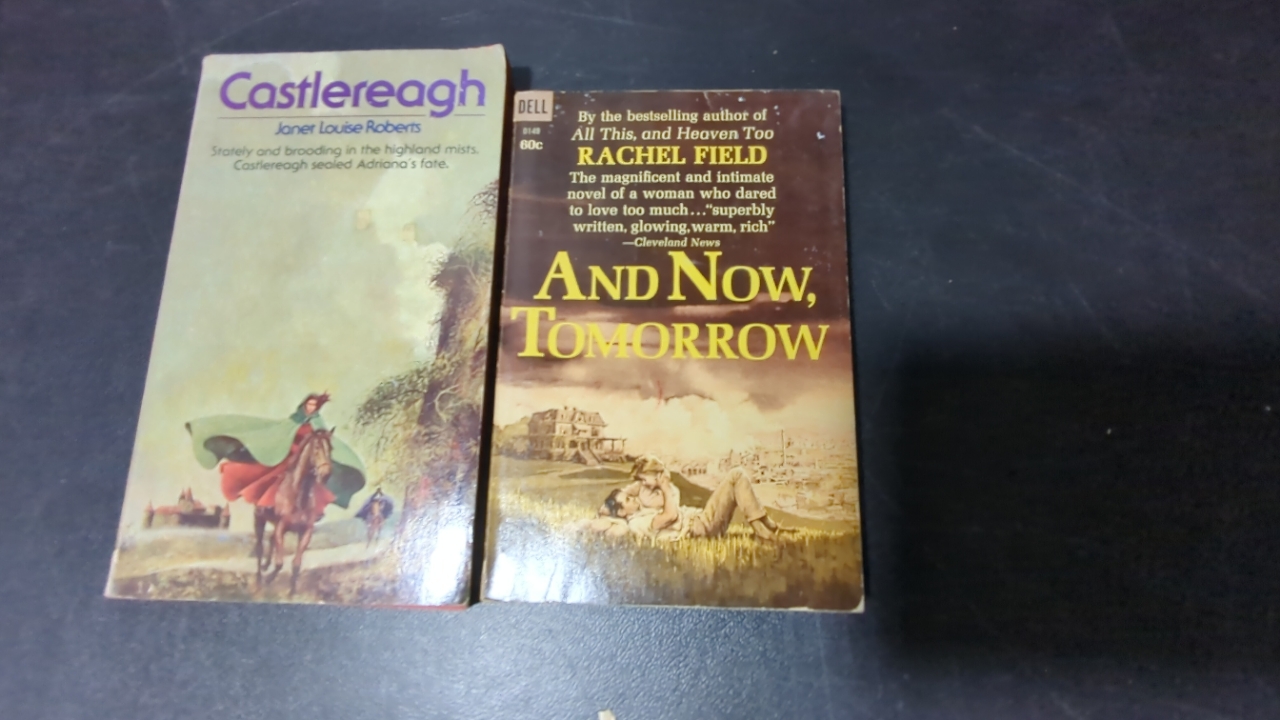 Castlereagh
Janet Louise Roberts
Stately and brooding in the highland mists,
Castlereagh sealed Adriana's fate.
DELL
0149
60c
By the bestselling author of
All This, and Heaven Too
RACHEL FIELD
The magnificent and intimate
novel of a woman who dared
to love too much..."superbly
written, glowing, warm, rich"
—Cleveland News
AND NOW,
TOMORROW